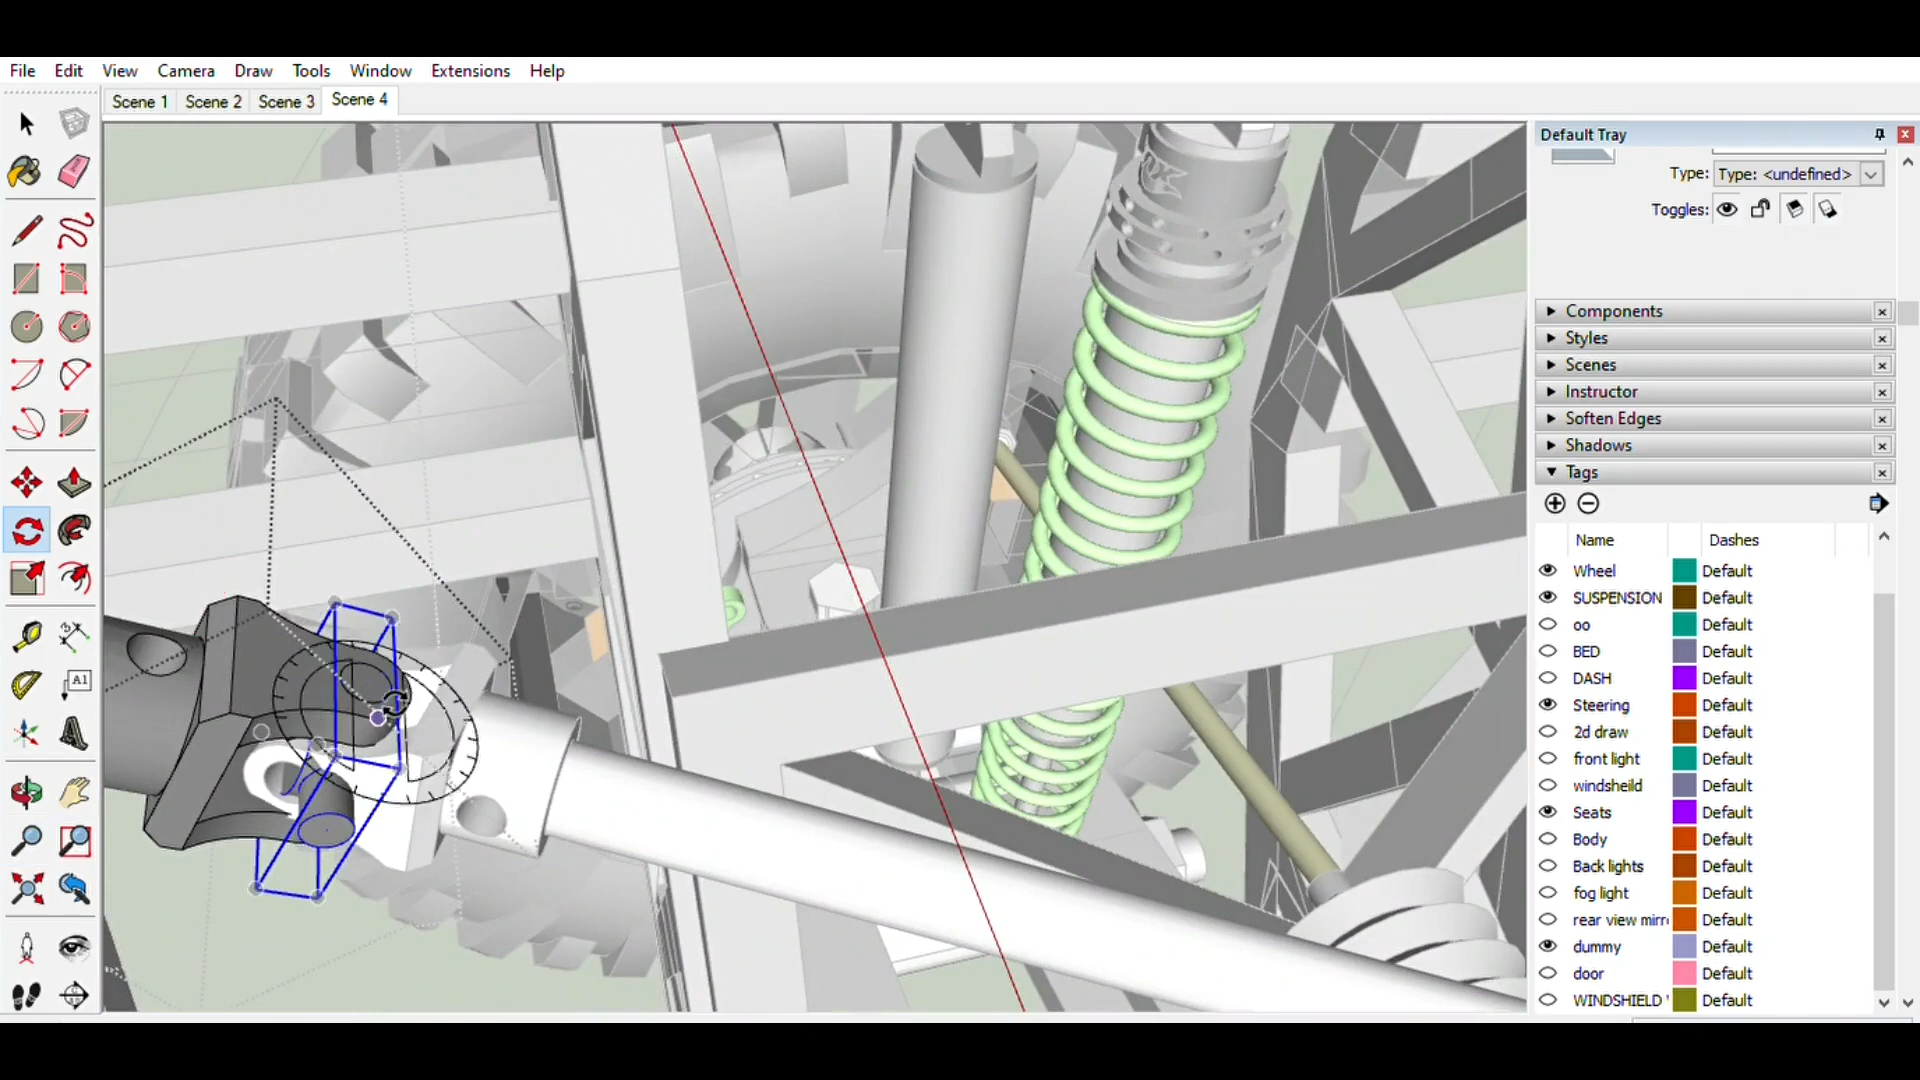 File Edit View Camera Draw Tools Window Extensions Help
Scene 1 Scene 2 Scene 3 Scene 4
Default Tray
Type: Type: <undefined>
Toggles:
Components
Styles
Scenes
Instructor
Soften Edges
Shadows
Tags
Name Dashes
Wheel Default
SUSPENSION Default
oo Default
BED Default
DASH Default
Steering Default
2d draw Default
front light Default
windsheild Default
Seats Default
Body Default
Back lights Default
fog light Default
rear view mirr Default
dummy Default
door Default
WINDSHIELD Default
A1